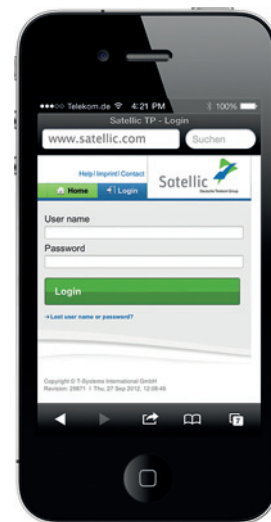 Telekom.de 4:21 PM 100%
Satellic TP - Login
www.satellic.com Suchen
Help I Imprint I Contact
Home Login
Satellic
Deutsche Telekom Group
User name
Password
Login
Lost user name or password?
Copyright © T-Systems International GmbH
Revision: 29871 I Thu, 27 Sep 2012, 12:08:46
7